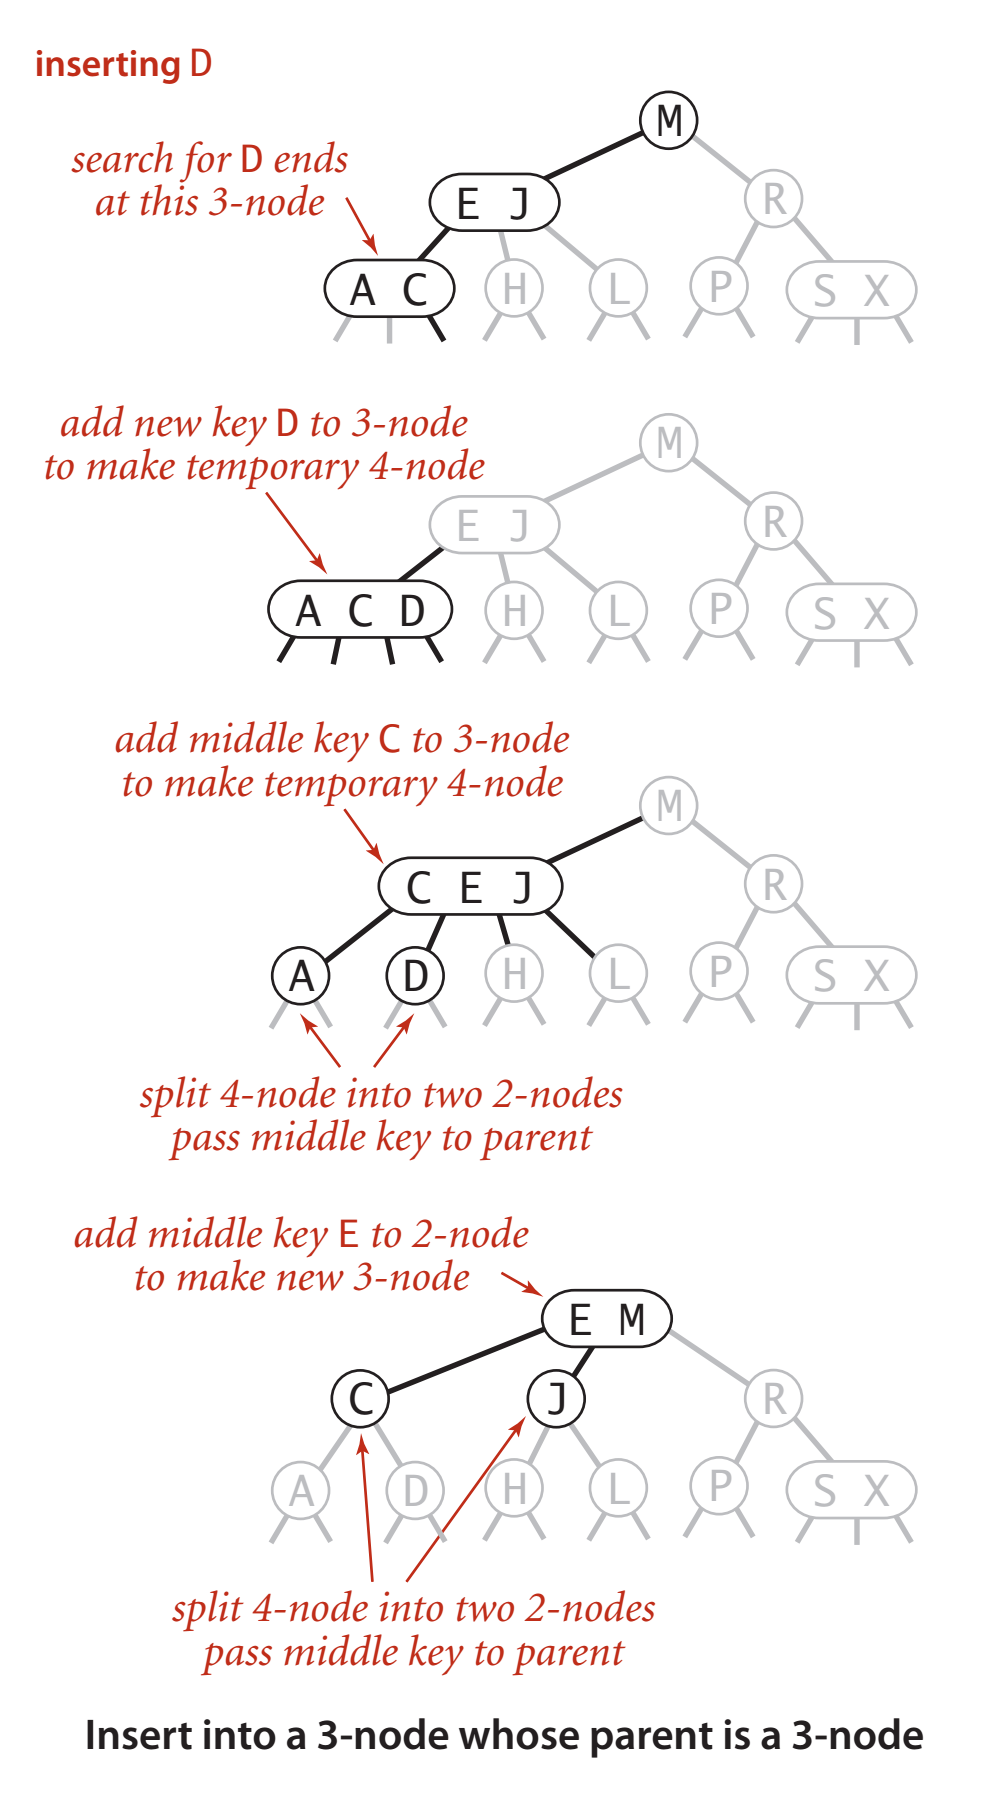 inserting D
M
search for D ends
at this 3-node
E J
R
A C
H
L
P
S X
add new key D to 3-node
to make temporary 4-node
M
E J
R
A C D
H
L
P
S X
add middle key C to 3-node
to make temporary 4-node
M
C E J
R
A
D
H
L
P
S X
split 4-node into two 2-nodes
pass middle key to parent
add middle key E to 2-node
to make new 3-node
E M
C
J
R
A
D
H
L
P
S X
split 4-node into two 2-nodes
pass middle key to parent
Insert into a 3-node whose parent is a 3-node